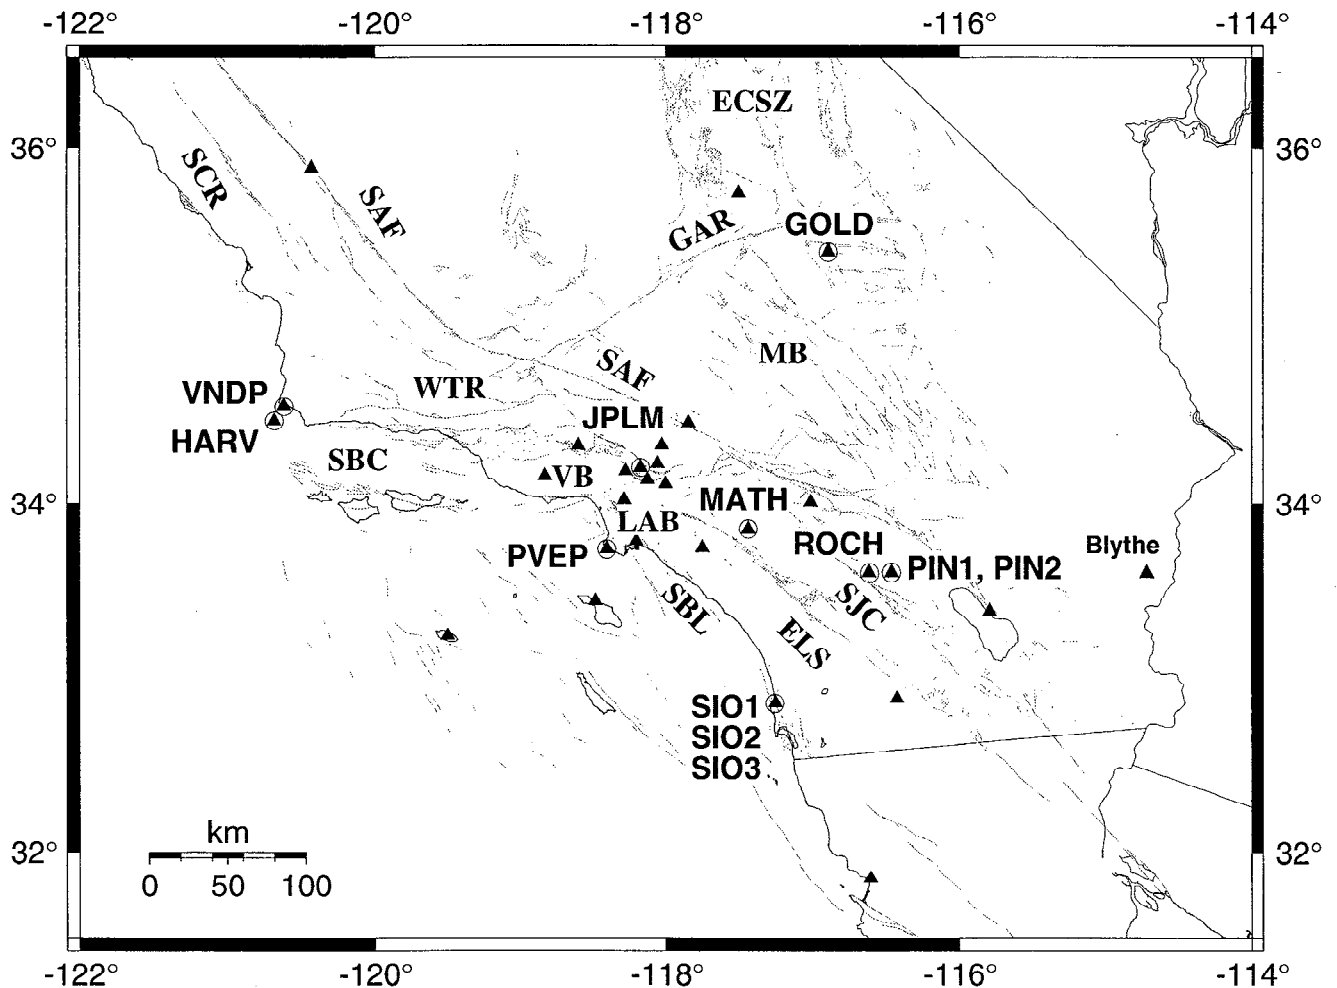 -122° -120° -118° -116° -114°
ECSZ
36° 36°
SCR
SAF
GAR
GOLD
MB
SAF
WTR
VNDP
JPLM
HARV
SBC
VB
MATH
34° 34°
LAB
ROCH
Blythe
PVEP
PIN1, PIN2
SBL
SJC
ELS
SIO1
SIO2
SIO3
km
32° 32°
0 50 100
-122° -120° -118° -116° -114°